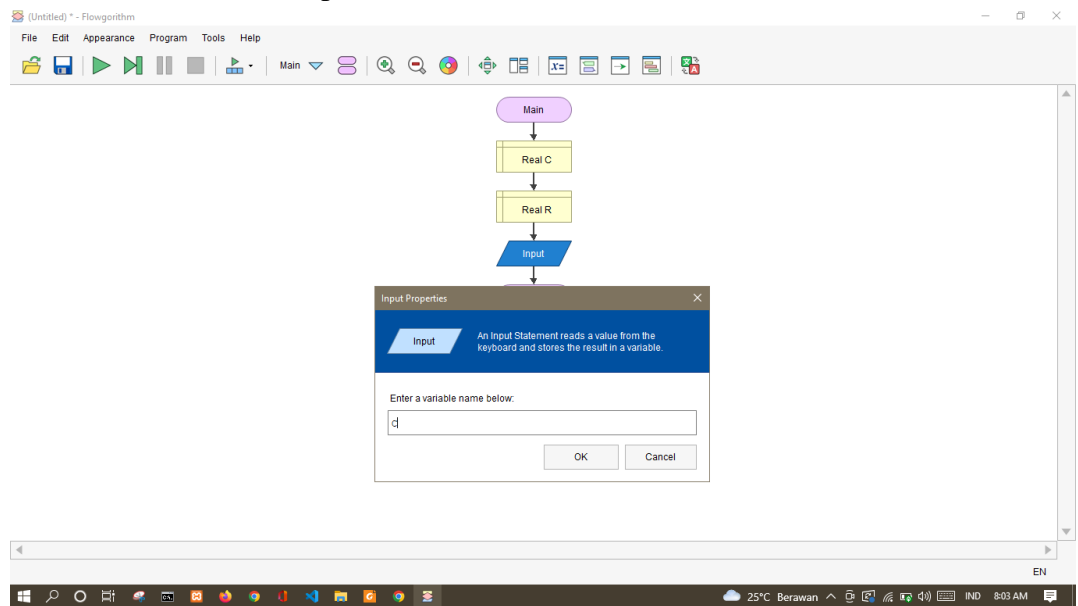 (Untitled) * - Flowgorithm
File Edit Appearance Program Tools Help
Main
Main
Real C
Real R
Input
Input Properties
Input
An Input Statement reads a value from the
keyboard and stores the result in a variable.
Enter a variable name below:
C
OK Cancel
EN
25°C Berawan IND 8:03 AM